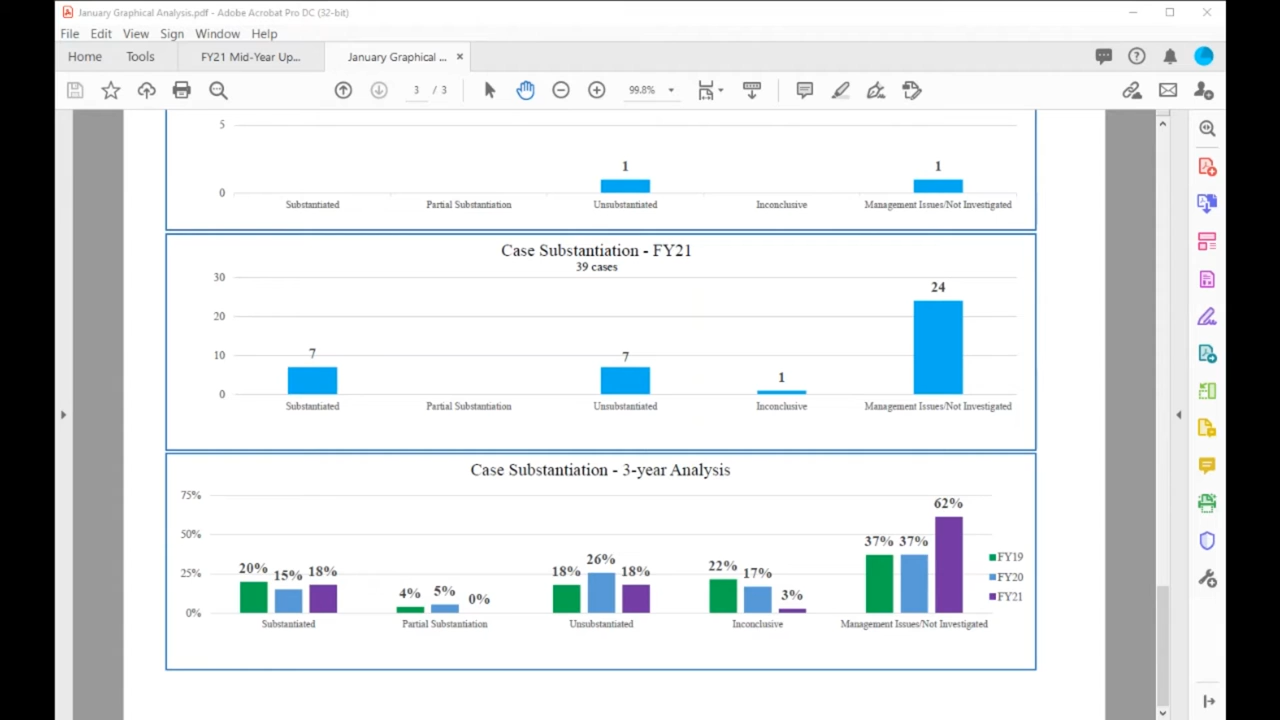 January Graphical Analysis.pdf - Adobe Acrobat Pro DC (32-bit)
File Edit View Sign Window Help
Home Tools FY21 Mid-Year Up... January Graphical ... ×
3 / 3 99.8%
5
1 1
0
Substantiated Partial Substantiation Unsubstantiated Inconclusive Management Issues/Not Investigated
Case Substantiation - FY21
39 cases
30
24
20
10
7 7
1
0
Substantiated Partial Substantiation Unsubstantiated Inconclusive Management Issues/Not Investigated
Case Substantiation - 3-year Analysis
75%
62%
50%
37% 37%
FY19
26%
20% 15% 18% 18% 18% 22% 17%
25%
FY20
4% 5% 0% 3%
FY21
0%
Substantiated Partial Substantiation Unsubstantiated Inconclusive Management Issues/Not Investigated